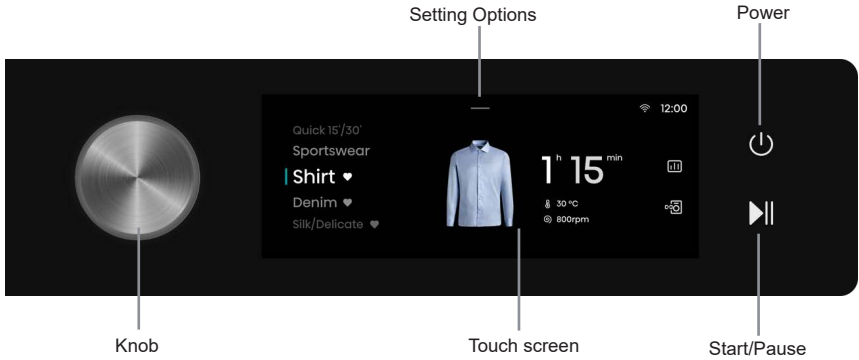 Setting Options
Power
12:00
Quick 15'/30'
Sportswear
Shirt
Denim
Silk/Delicate
1 h 15 min
30 °C
800rpm
Knob
Touch screen
Start/Pause